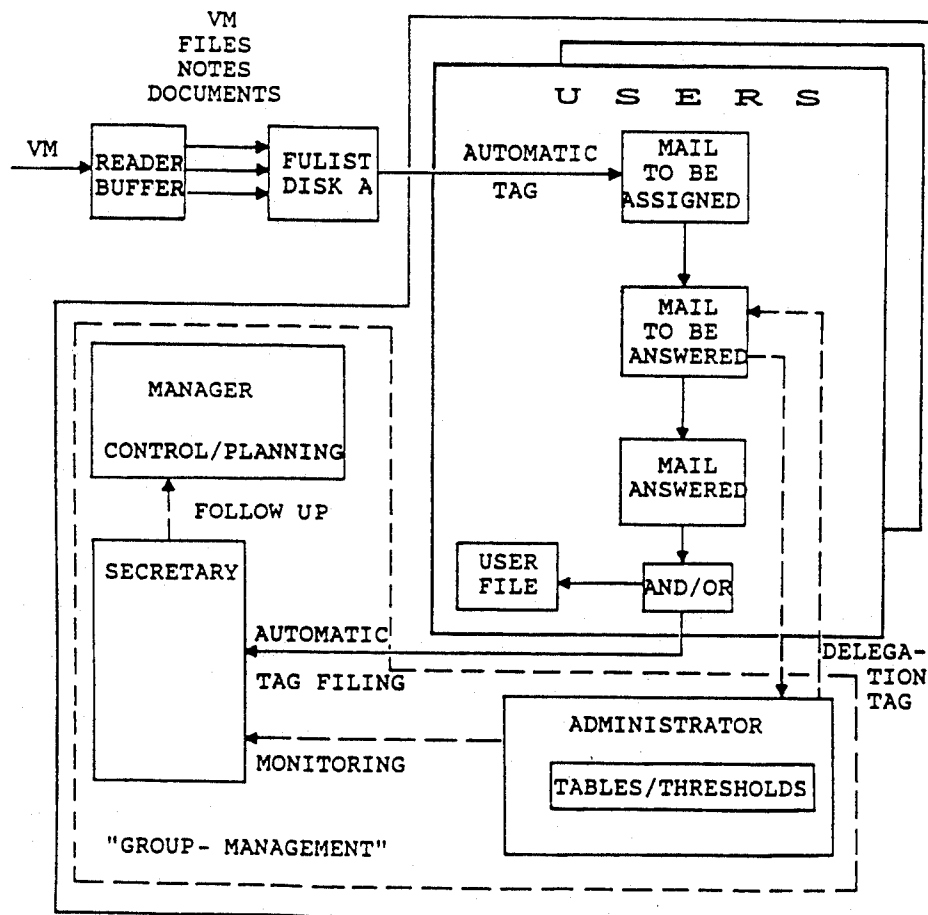 VM
FILES
NOTES
DOCUMENTS
U S E R S
VM
READER
BUFFER
FULIST
DISK A
AUTOMATIC
TAG
MAIL
TO BE
ASSIGNED
MAIL
TO BE
ANSWERED
MANAGER
CONTROL/PLANNING
MAIL
ANSWERED
FOLLOW UP
SECRETARY
USER
FILE
AND/OR
AUTOMATIC
TAG FILING
DELEGA-
TION
TAG
ADMINISTRATOR
MONITORING
TABLES/THRESHOLDS
"GROUP- MANAGEMENT"